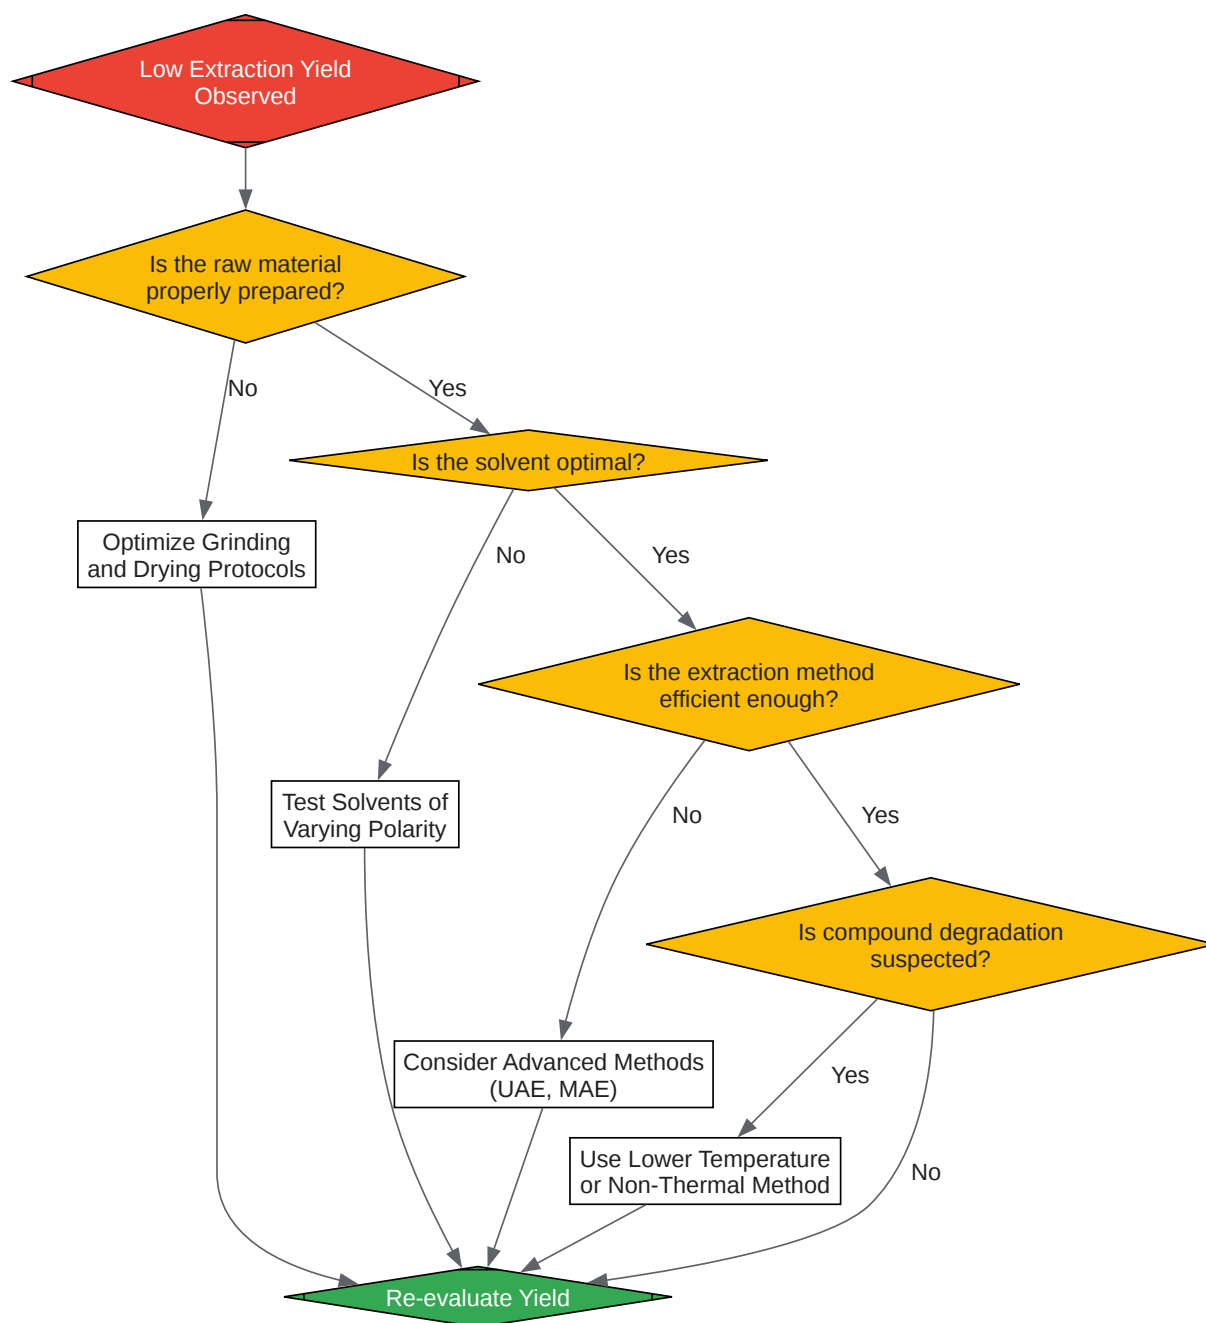 Low Extraction Yield
Observed
Is the raw material
properly prepared?
No
Yes
Is the solvent optimal?
Optimize Grinding
and Drying Protocols
No
Yes
Is the extraction method
efficient enough?
Test Solvents of
Varying Polarity
No
Yes
Is compound degradation
suspected?
Consider Advanced Methods
(UAE, MAE)
Yes
Use Lower Temperature
or Non-Thermal Method
No
Re-evaluate Yield